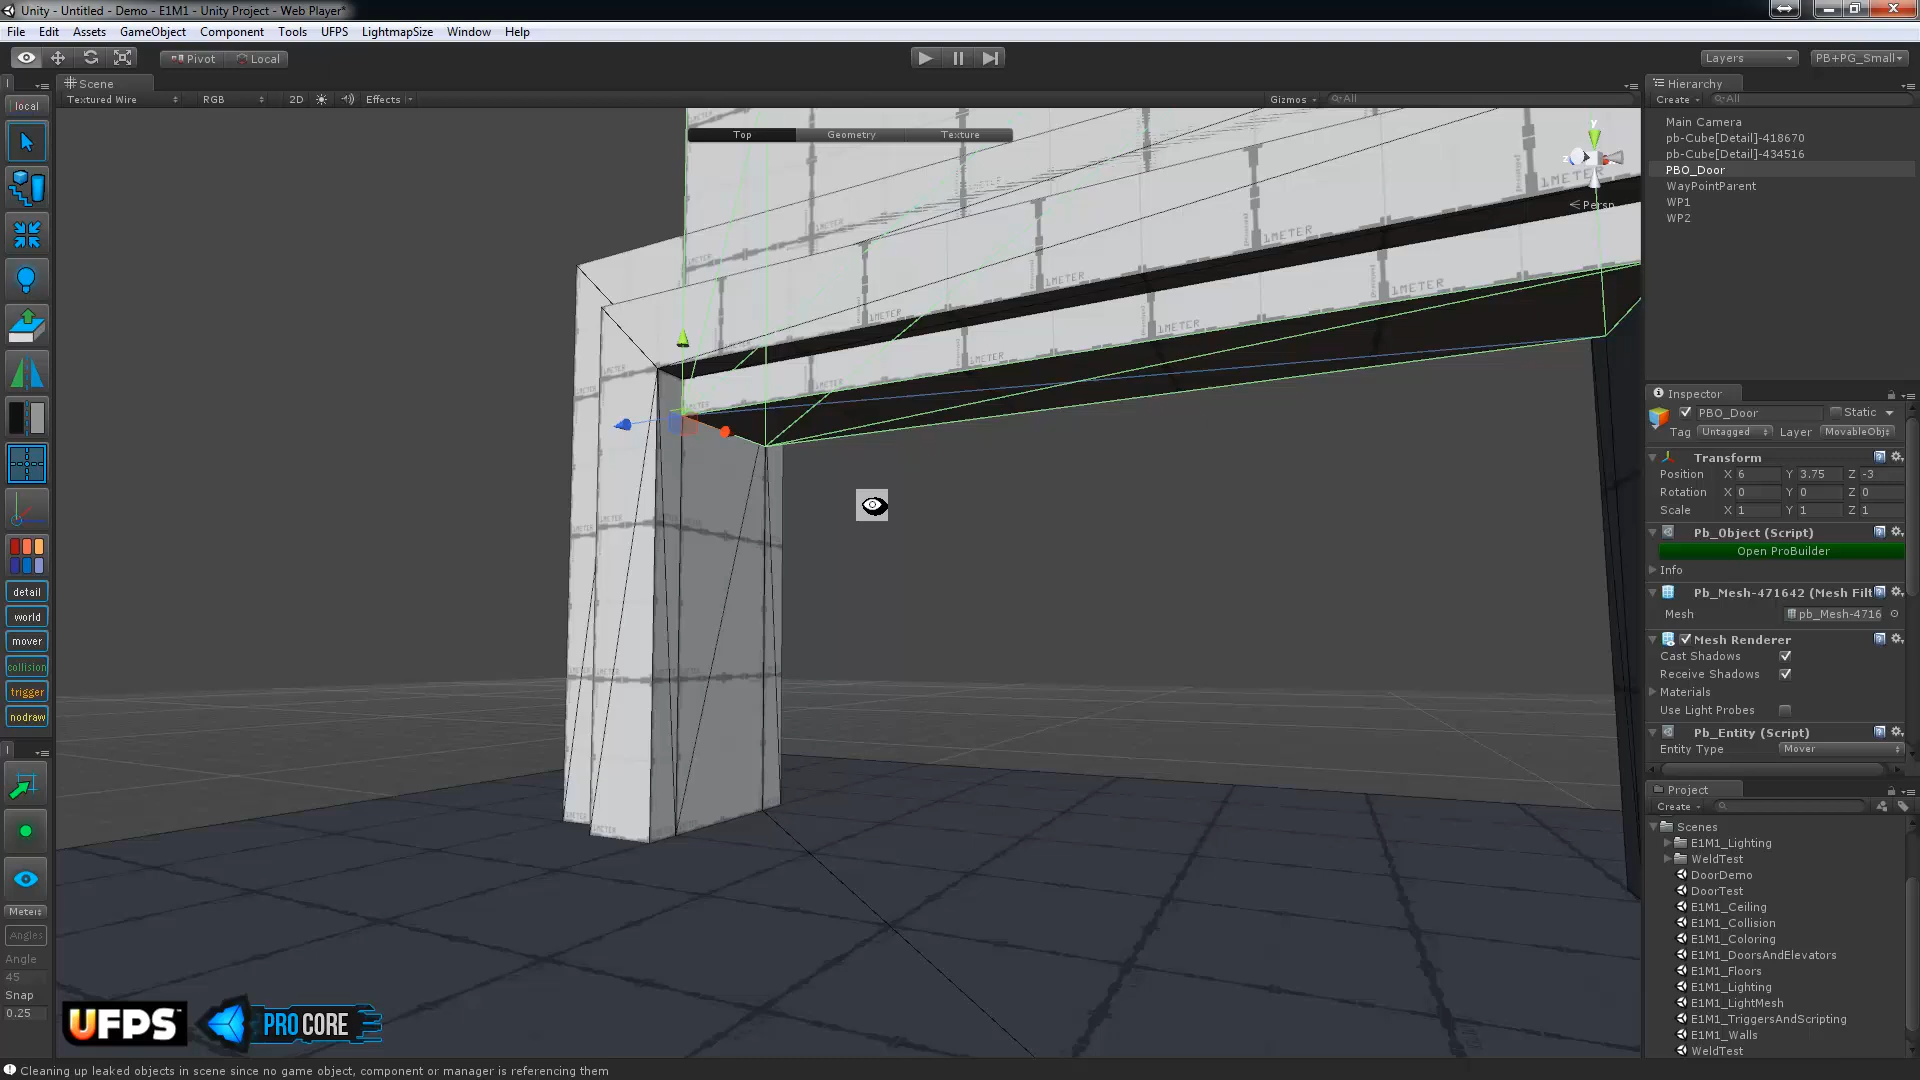 Unity - Untitled - Demo - E1M1 - Unity Project - Web Player*
File Edit Assets GameObject Component Tools UFPS LightmapSize Window Help
Pivot Local Layers PB+PG_Small
Scene
Textured Wire RGB 2D Effects Gizmos All
Top Geometry Texture
y
z
Persp
local
detail
world
mover
collision
trigger
nodraw
Meter
Angles
Angle
45
Snap
0.25
1METER
1METER
1METER
1METER
1METER
1METER
UFPS PROCORE
Hierarchy
Create All
Main Camera
pb-Cube[Detail]-418670
pb-Cube[Detail]-434516
PBO_Door
WayPointParent
WP1
WP2
Inspector
PBO_Door Static
Tag Untagged Layer MovableObj
Transform
Position X 6 Y 3.75 Z -3
Rotation X 0 Y 0 Z 0
Scale X 1 Y 1 Z 1
Pb_Object (Script)
Open ProBuilder
Info
Pb_Mesh-471642 (Mesh Filt
Mesh pb_Mesh-4716
Mesh Renderer
Cast Shadows
Receive Shadows
Materials
Use Light Probes
Pb_Entity (Script)
Entity Type Mover
Project
Create
Scenes
E1M1_Lighting
WeldTest
DoorDemo
DoorTest
E1M1_Ceiling
E1M1_Collision
E1M1_Coloring
E1M1_DoorsAndElevators
E1M1_Floors
E1M1_Lighting
E1M1_LightMesh
E1M1_TriggersAndScripting
E1M1_Walls
WeldTest
Cleaning up leaked objects in scene since no game object, component or manager is referencing them